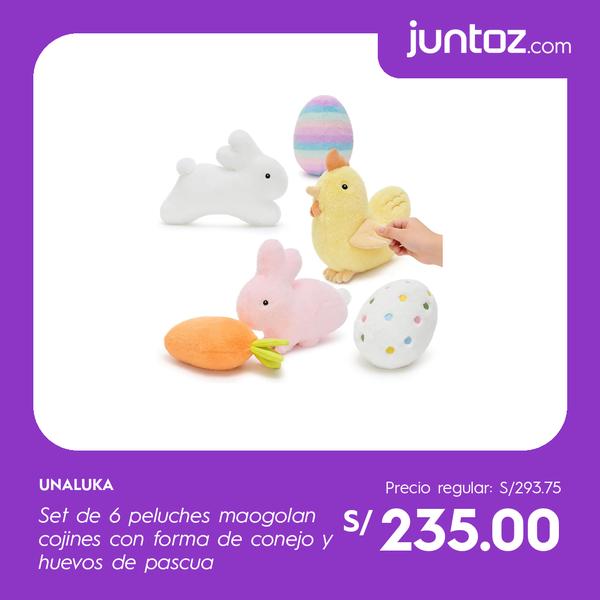 juntoz.com
UNALUKA
Set de 6 peluches maogolan
cojines con forma de conejo y
huevos de pascua
Precio regular: S/293.75
S/235.00